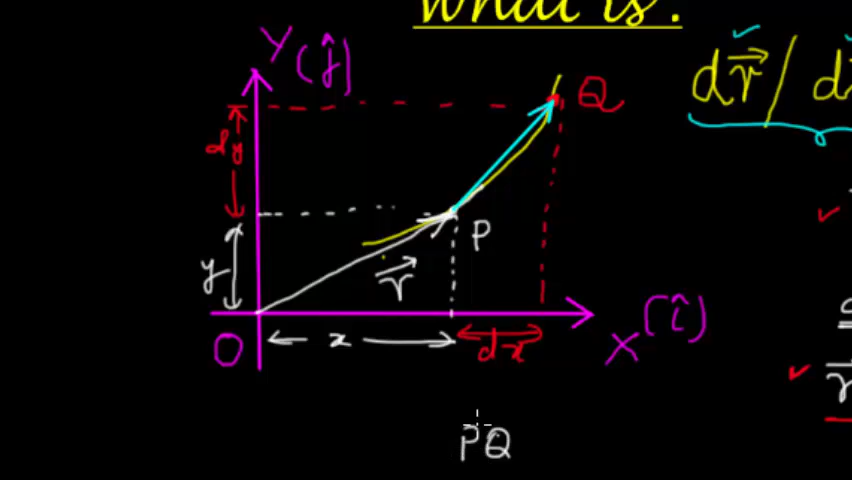 What is?
Y(ĵ)
dr⃗/
Q
dy
P
y
r⃗
O
x
dx
X(î)
r⃗
PQ